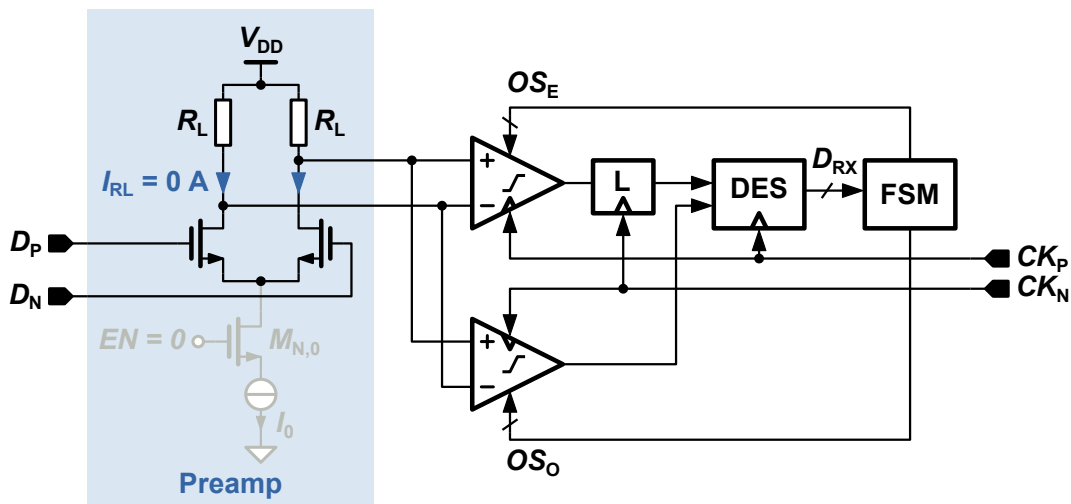 V_DD
OS_E
R_L
R_L
D_RX
I_RL = 0 A
+
−
L
DES
FSM
D_P
CK_P
D_N
CK_N
EN = 0
M_N,0
+
−
I_0
OS_O
Preamp